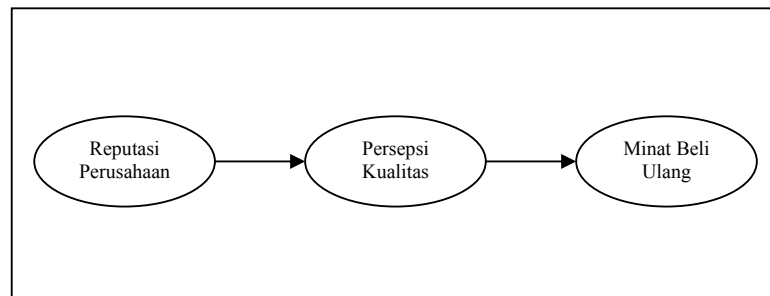 Reputasi
Perusahaan
Persepsi
Kualitas
Minat Beli
Ulang